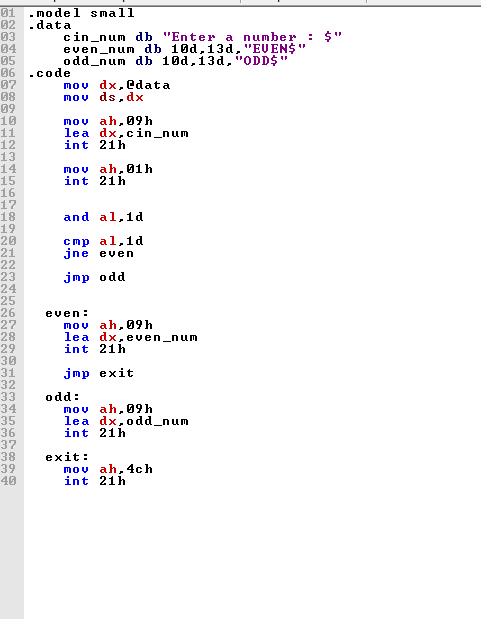 01 .model small
02 .data
03     cin_num db "Enter a number : $"
04     even_num db 10d,13d,"EVEN$"
05     odd_num db 10d,13d,"ODD$"
06 .code
07     mov dx,@data
08     mov ds,dx
09
10     mov ah,09h
11     lea dx,cin_num
12     int 21h
13
14     mov ah,01h
15     int 21h
16
17
18     and al,1d
19
20     cmp al,1d
21     jne even
22
23     jmp odd
24
25
26   even:
27     mov ah,09h
28     lea dx,even_num
29     int 21h
30
31     jmp exit
32
33   odd:
34     mov ah,09h
35     lea dx,odd_num
36     int 21h
37
38   exit:
39     mov ah,4ch
40     int 21h